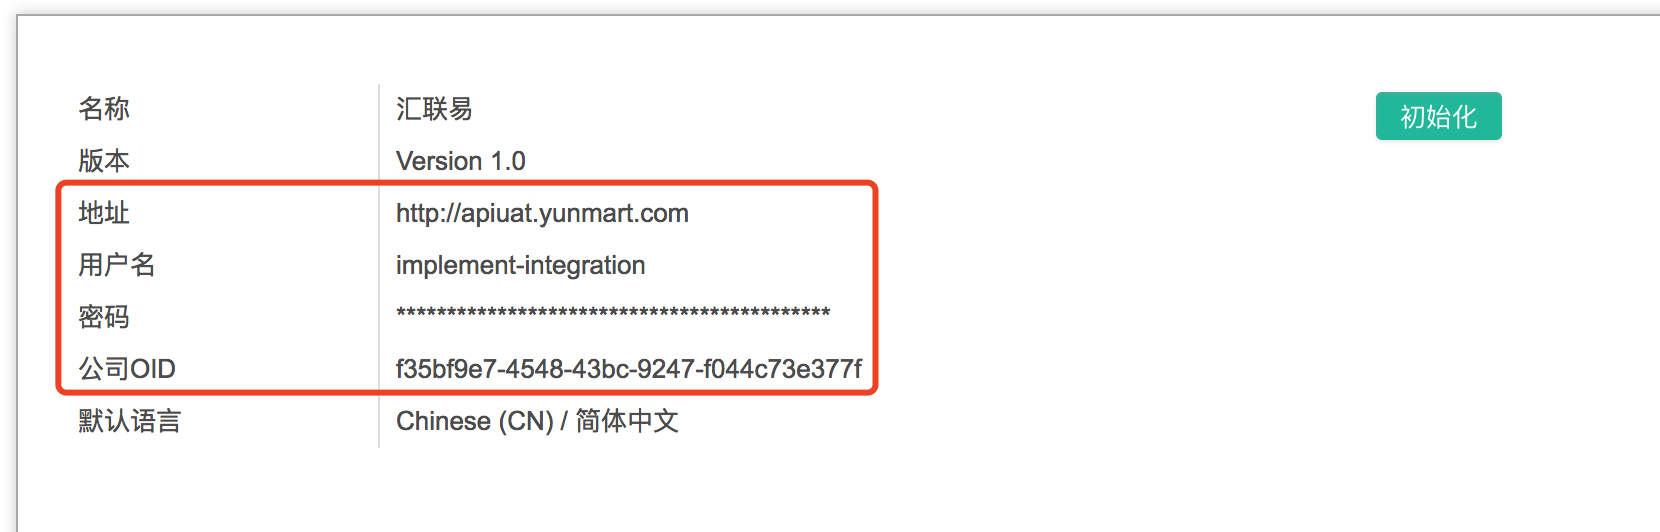 名称 汇联易 初始化
版本 Version 1.0
地址 http://apiuat.yunmart.com
用户名 implement-integration
密码 *******************************************
公司OID f35bf9e7-4548-43bc-9247-f044c73e377f
默认语言 Chinese (CN) / 简体中文